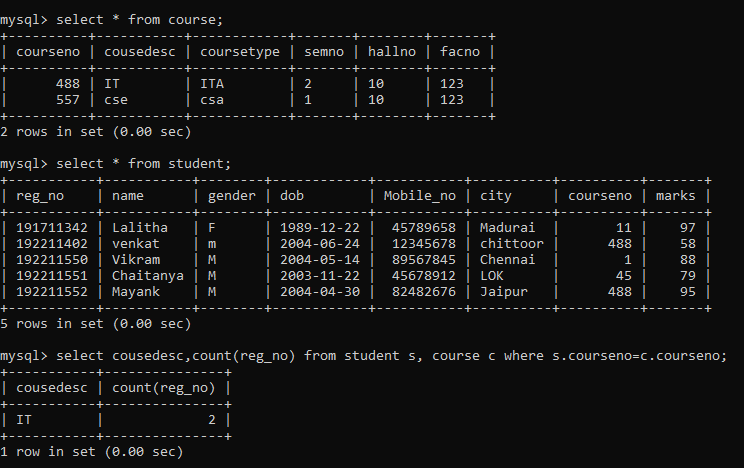 mysql> select * from course;
+----------+-----------+------------+-------+--------+-------+
| courseno | cousedesc | coursetype | semno | hallno | facno |
+----------+-----------+------------+-------+--------+-------+
|      488 | IT        | ITA        | 2     | 10     | 123   |
|      557 | cse       | csa        | 1     | 10     | 123   |
+----------+-----------+------------+-------+--------+-------+
2 rows in set (0.00 sec)
mysql> select * from student;
+-----------+-----------+--------+------------+-----------+----------+----------+-------+
| reg_no    | name      | gender | dob        | Mobile_no | city     | courseno | marks |
+-----------+-----------+--------+------------+-----------+----------+----------+-------+
| 191711342 | Lalitha   | F      | 1989-12-22 |  45789658 | Madurai  |       11 |    97 |
| 192211402 | venkat    | m      | 2004-06-24 |  12345678 | chittoor |      488 |    58 |
| 192211550 | Vikram    | M      | 2004-05-14 |  89567845 | Chennai  |        1 |    88 |
| 192211551 | Chaitanya | M      | 2003-11-22 |  45678912 | LOK      |       45 |    79 |
| 192211552 | Mayank    | M      | 2004-04-30 |  82482676 | Jaipur   |      488 |    95 |
+-----------+-----------+--------+------------+-----------+----------+----------+-------+
5 rows in set (0.00 sec)
mysql> select cousedesc,count(reg_no) from student s, course c where s.courseno=c.courseno;
+-----------+---------------+
| cousedesc | count(reg_no) |
+-----------+---------------+
| IT        |             2 |
+-----------+---------------+
1 row in set (0.00 sec)